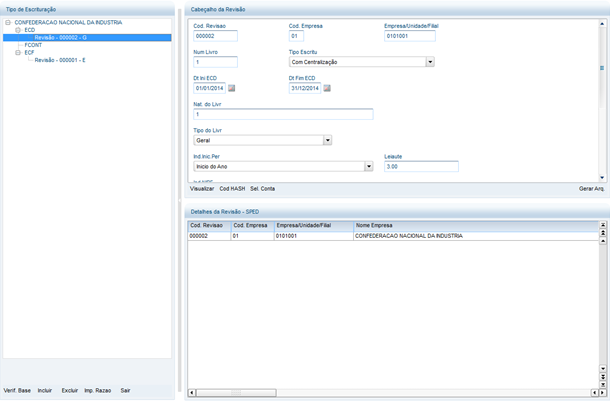 Tipo de Escrituração
CONFEDERACAO NACIONAL DA INDUSTRIA
ECD
Revisão - 000002 - G
FCONT
ECF
Revisão - 000001 - E
Verif. Base Incluir Excluir Imp. Razao Sair
Cabeçalho da Revisão
Cod. Revisao Cod. Empresa Empresa/Unidade/Filial
000002 01 0101001
Num Livro Tipo Escritu
1 Com Centralização
Dt Ini ECD Dt Fim ECD
01/01/2014 31/12/2014
Nat. do Livr
1
Tipo do Livr
Geral
Ind.Inic Per Leiaute
Inicio do Ano 3.00
Visualizar Cod HASH Sel. Conta Gerar Arq.
Detalhes da Revisão - SPED
Cod. Revisao Cod. Empresa Empresa/Unidade/Filial Nome Empresa
000002 01 0101001 CONFEDERACAO NACIONAL DA INDUSTRIA